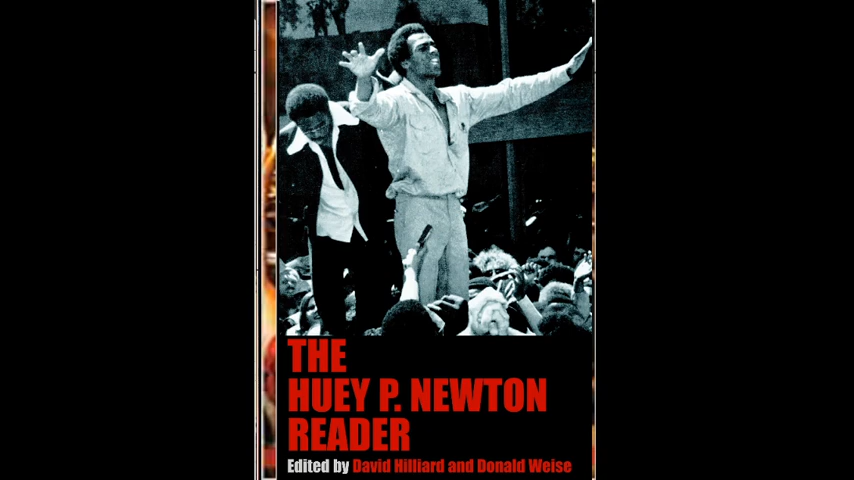 THE
HUEY P. NEWTON
READER
Edited by David Hilliard and Donald Weise